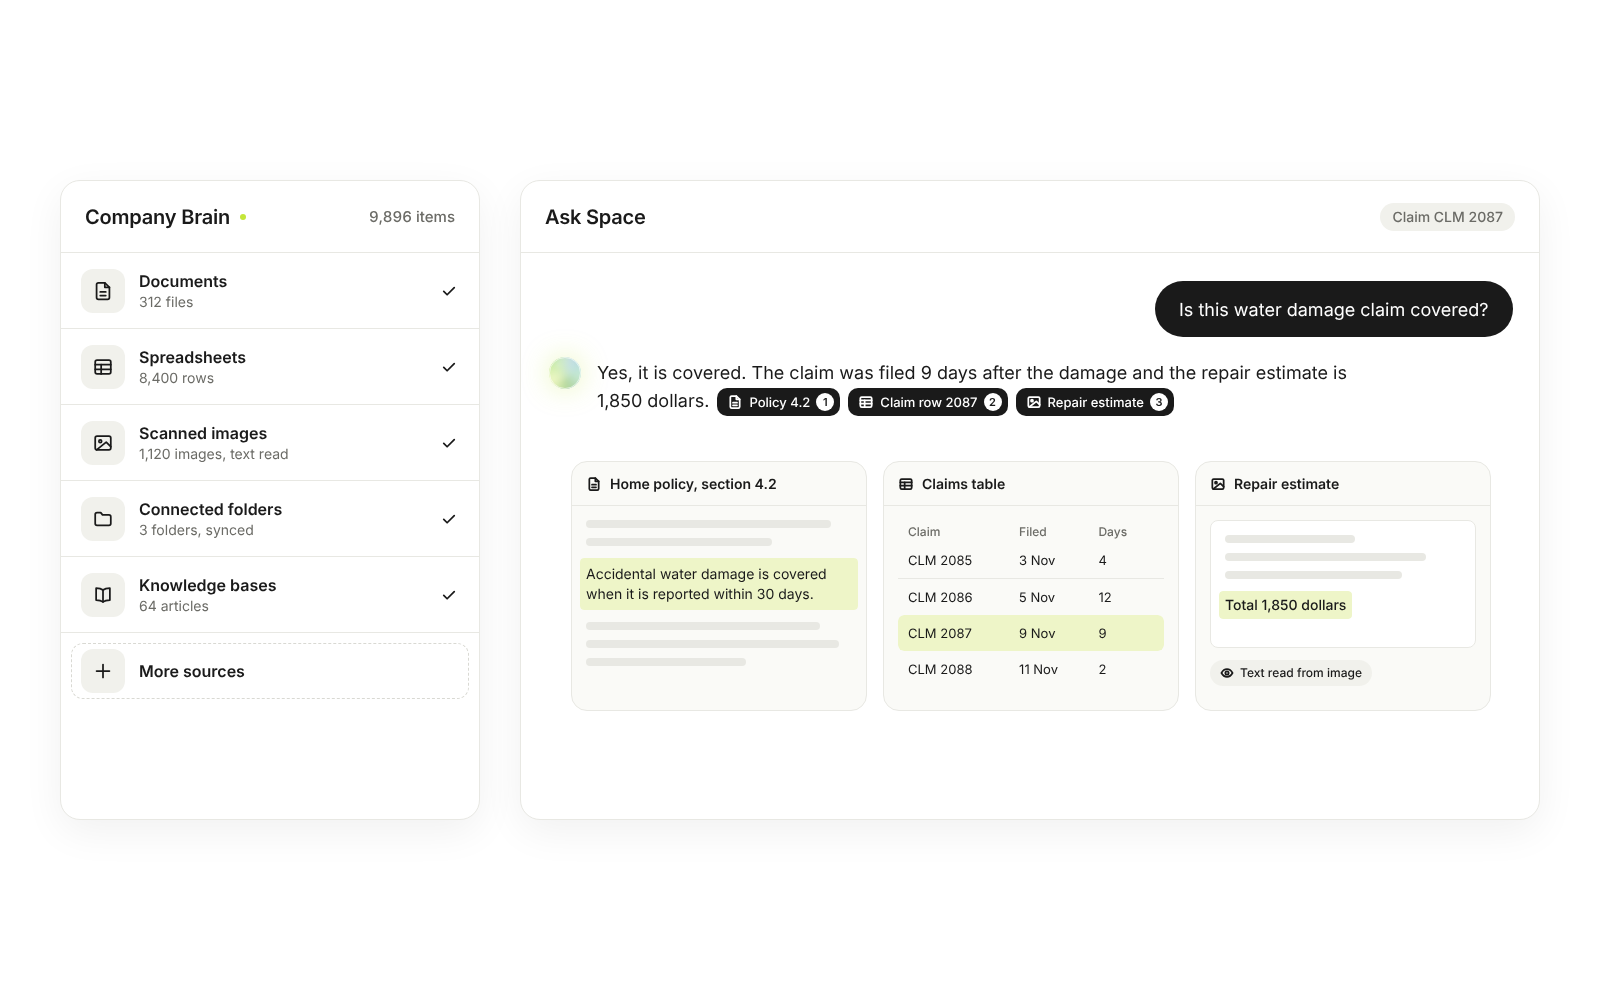 Company Brain
9,896 items
Documents
312 files
Spreadsheets
8,400 rows
Scanned images
1,120 images, text read
Connected folders
3 folders, synced
Knowledge bases
64 articles
More sources
Ask Space
Claim CLM 2087
Is this water damage claim covered?
Yes, it is covered. The claim was filed 9 days after the damage and the repair estimate is
1,850 dollars. Policy 4.2 1 Claim row 2087 2 Repair estimate 3
Home policy, section 4.2
Accidental water damage is covered
when it is reported within 30 days.
Claims table
Claim Filed Days
CLM 2085 3 Nov 4
CLM 2086 5 Nov 12
CLM 2087 9 Nov 9
CLM 2088 11 Nov 2
Repair estimate
Total 1,850 dollars
Text read from image